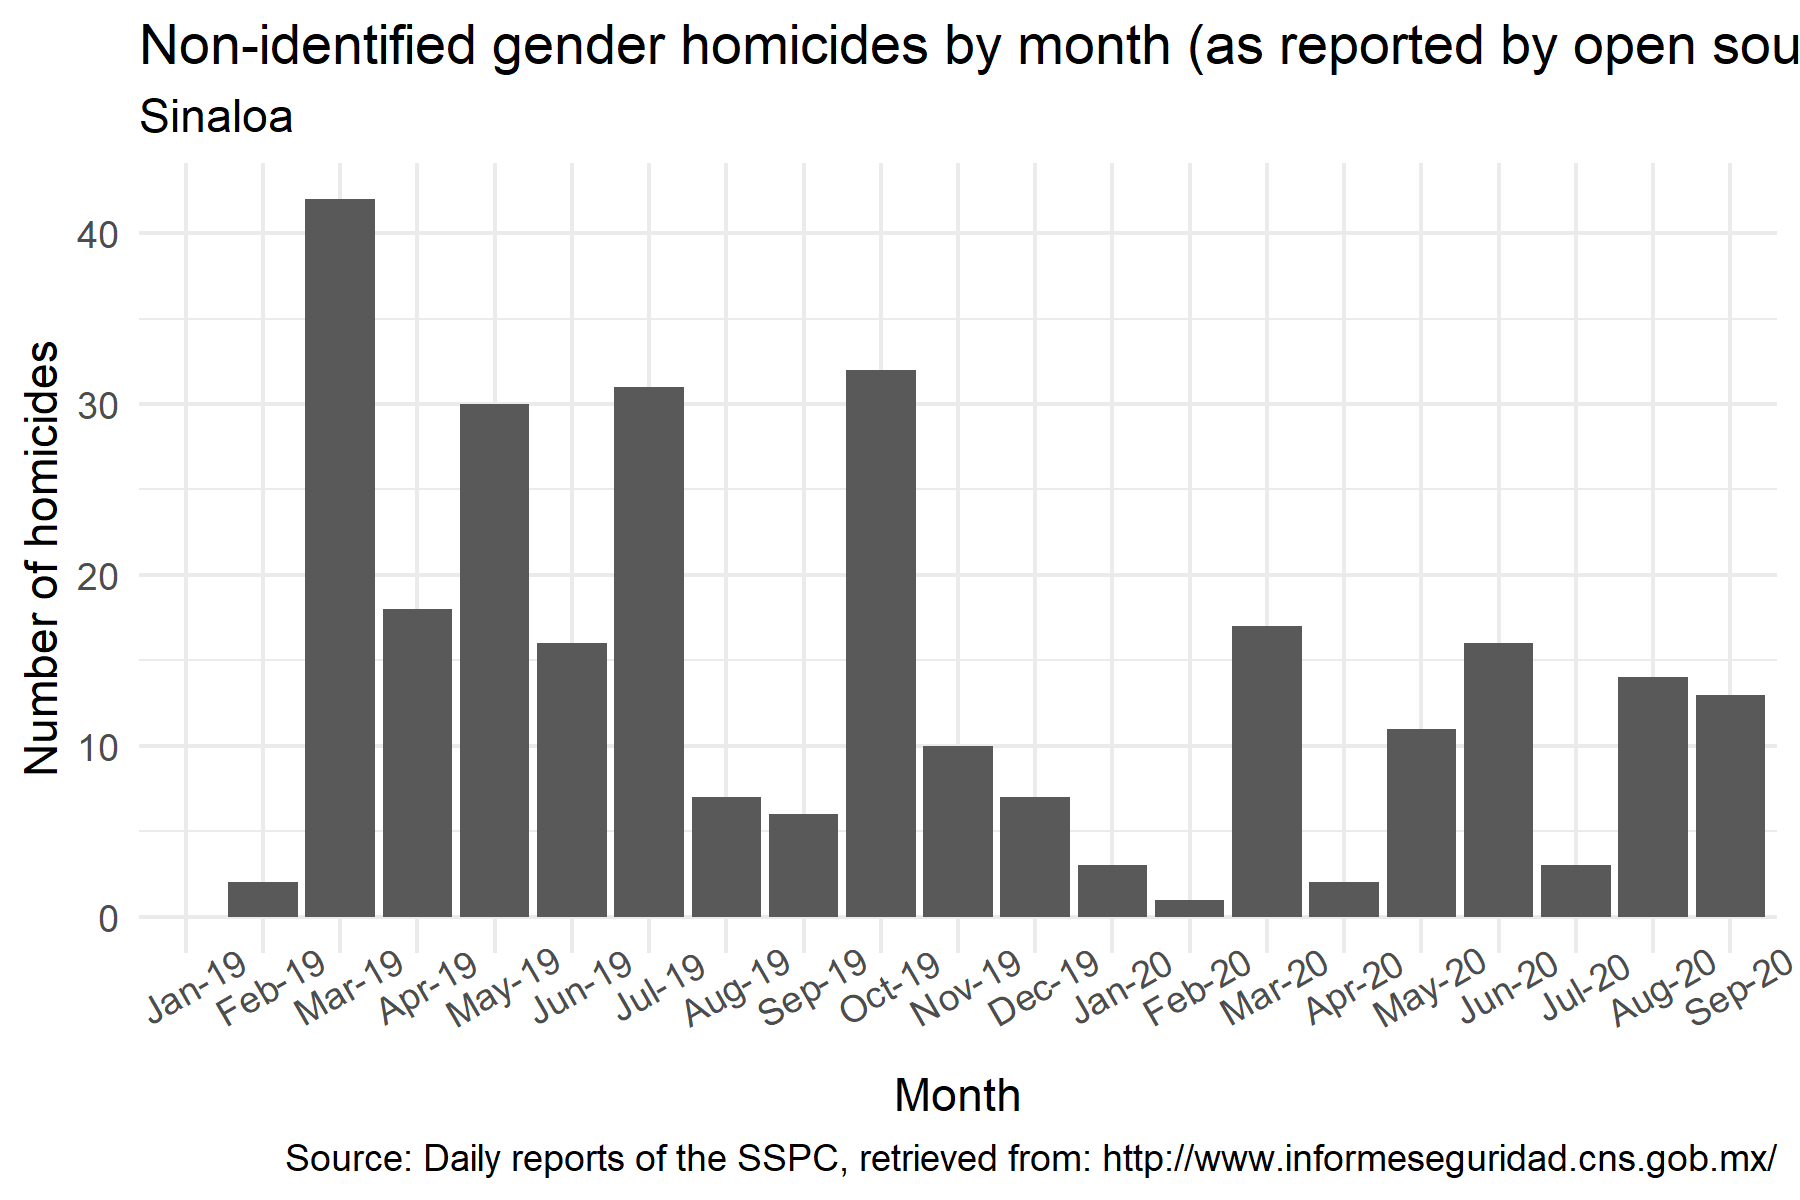 Non-identified gender homicides by month (as reported by open sou
Sinaloa
Number of homicides
40
30
20
10
0
Jan-19
Feb-19
Mar-19
Apr-19
May-19
Jun-19
Jul-19
Aug-19
Sep-19
Oct-19
Nov-19
Dec-19
Jan-20
Feb-20
Mar-20
Apr-20
May-20
Jun-20
Jul-20
Aug-20
Sep-20
Month
Source: Daily reports of the SSPC, retrieved from: http://www.informeseguridad.cns.gob.mx/